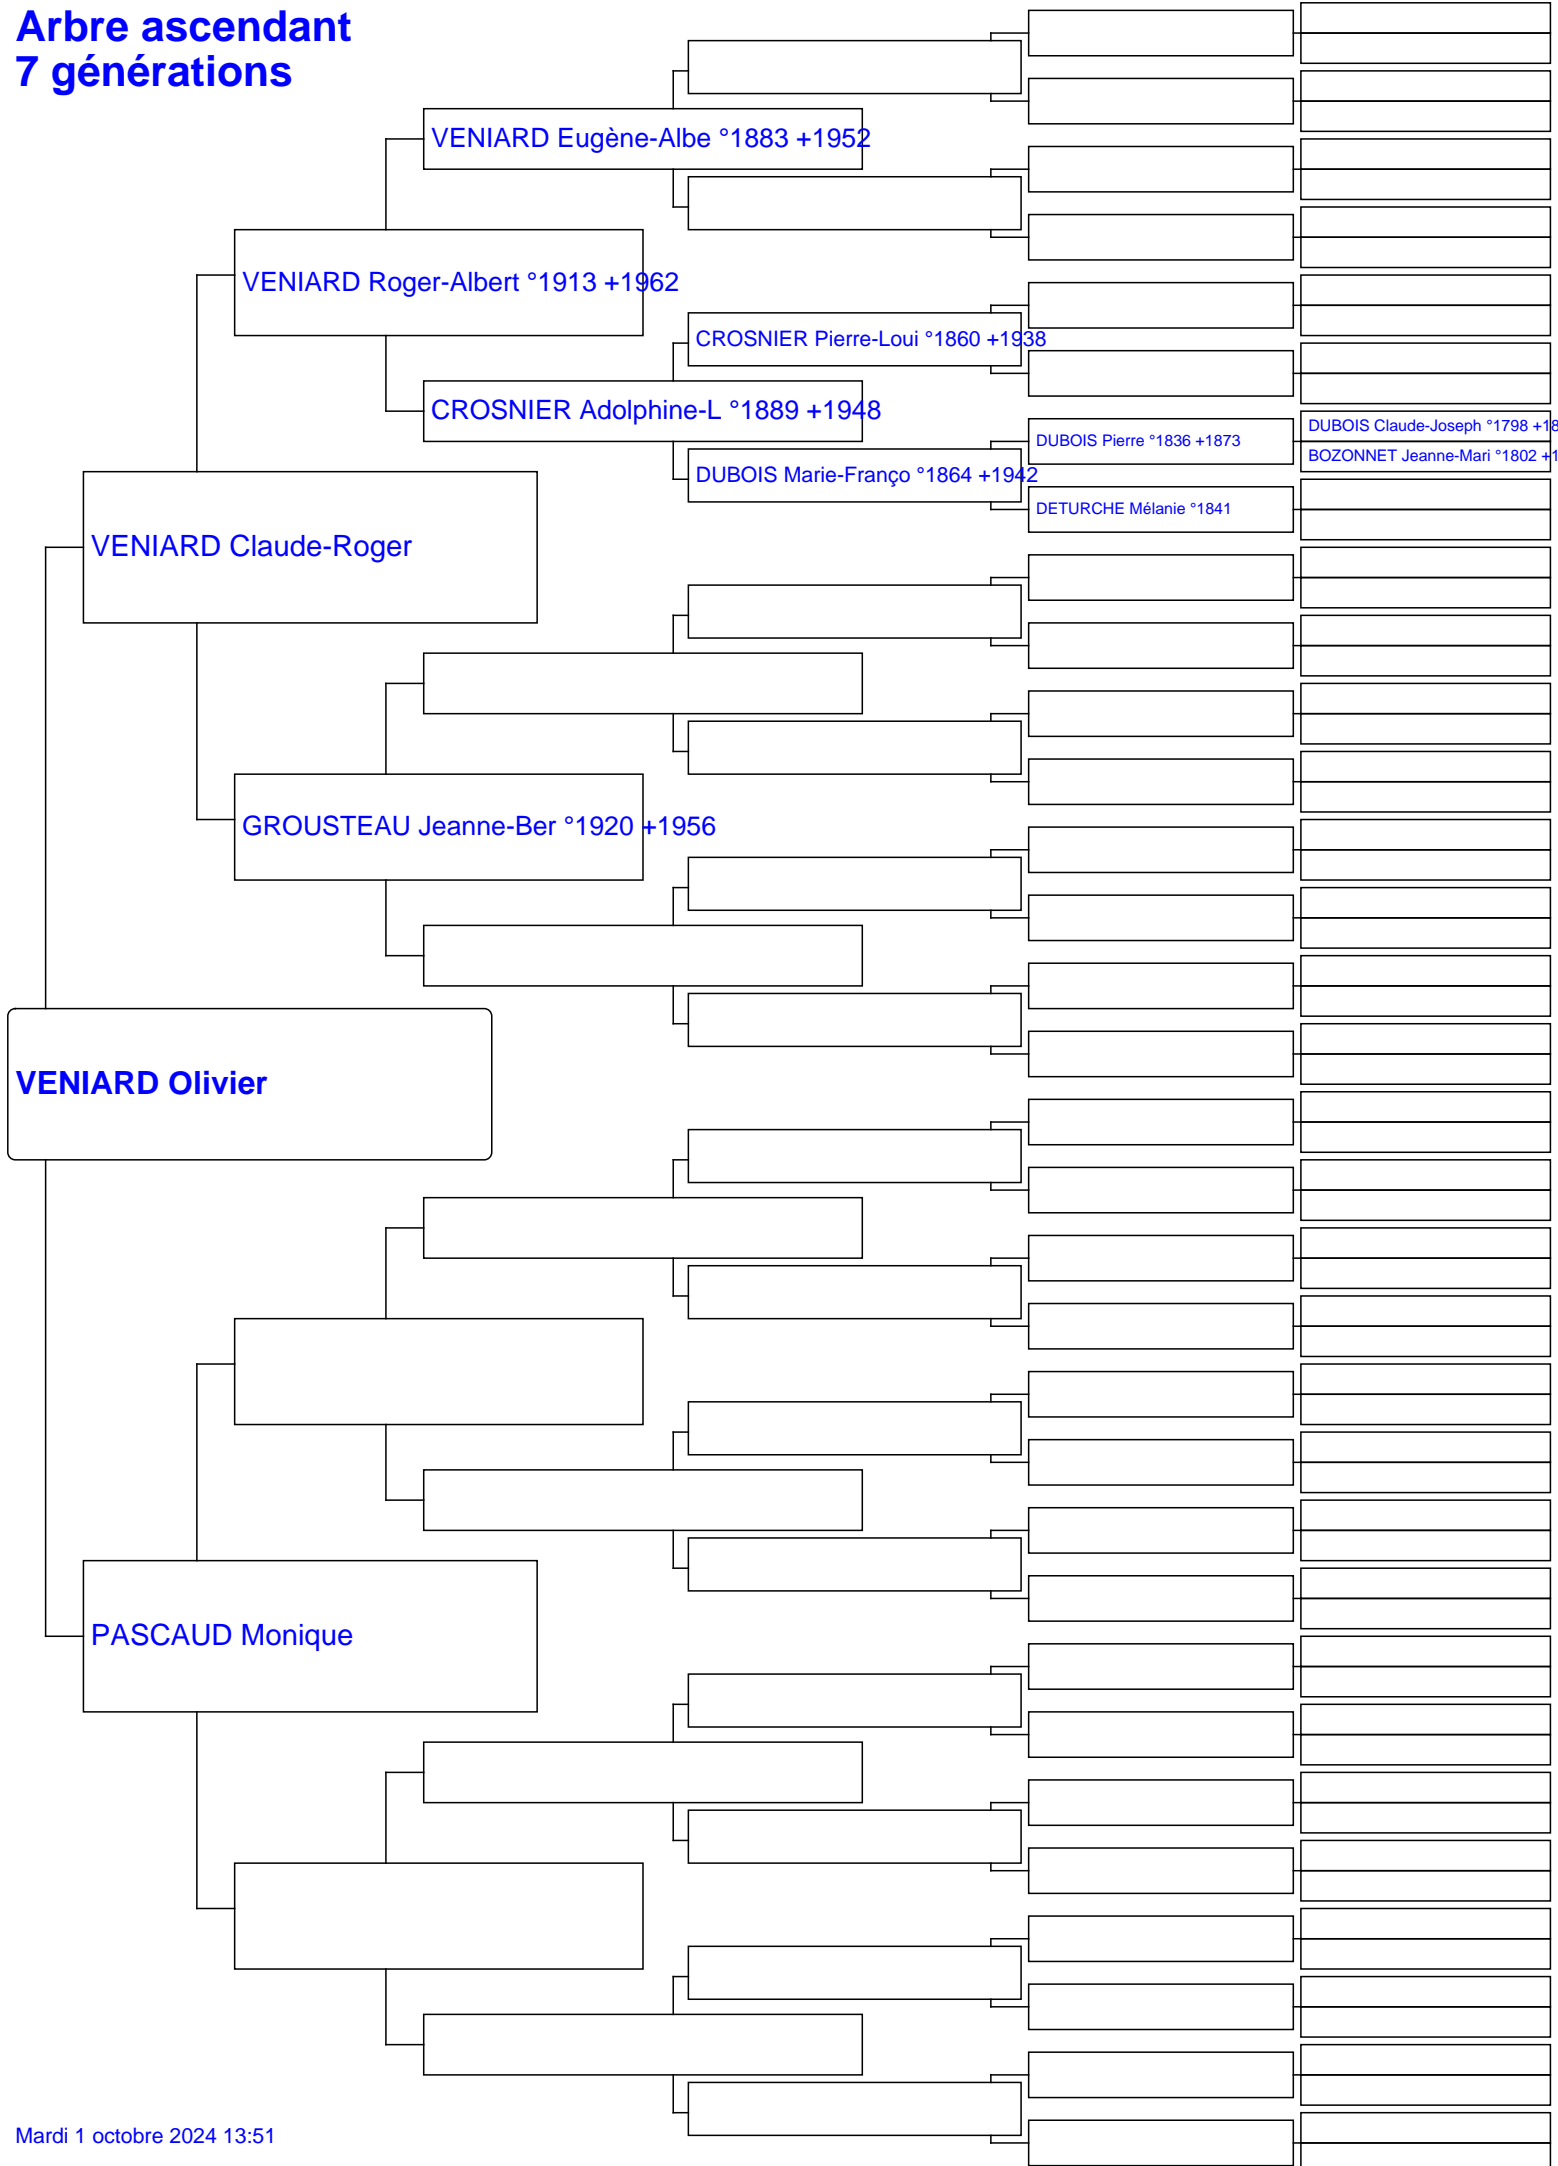 Arbre ascendant
7 générations
VENIARD Eugène-Albe °1883 +1952
VENIARD Roger-Albert °1913 +1962
CROSNIER Pierre-Loui °1860 +1938
CROSNIER Adolphine-L °1889 +1948
DUBOIS Claude-Joseph °1798 +18
DUBOIS Pierre °1836 +1873
BOZONNET Jeanne-Mari °1802 +1
DUBOIS Marie-Franço °1864 +1942
DETURCHE Mélanie °1841
VENIARD Claude-Roger
GROUSTEAU Jeanne-Ber °1920 +1956
VENIARD Olivier
PASCAUD Monique
Mardi 1 octobre 2024 13:51